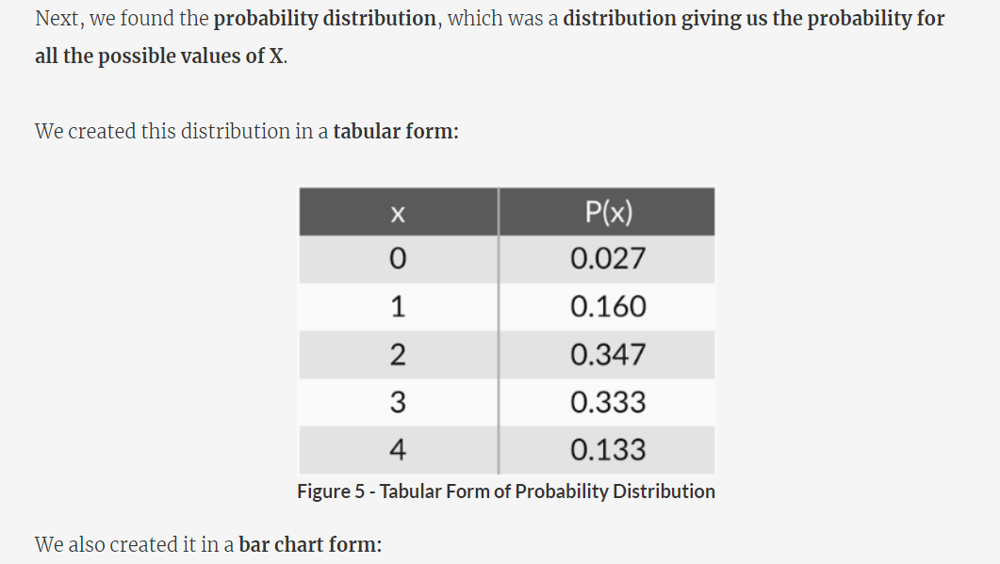 Next, we found the probability distribution, which was a distribution giving us the probability for
all the possible values of X.
We created this distribution in a tabular form:
x P(x)
0 0.027
1 0.160
2 0.347
3 0.333
4 0.133
Figure 5 - Tabular Form of Probability Distribution
We also created it in a bar chart form: